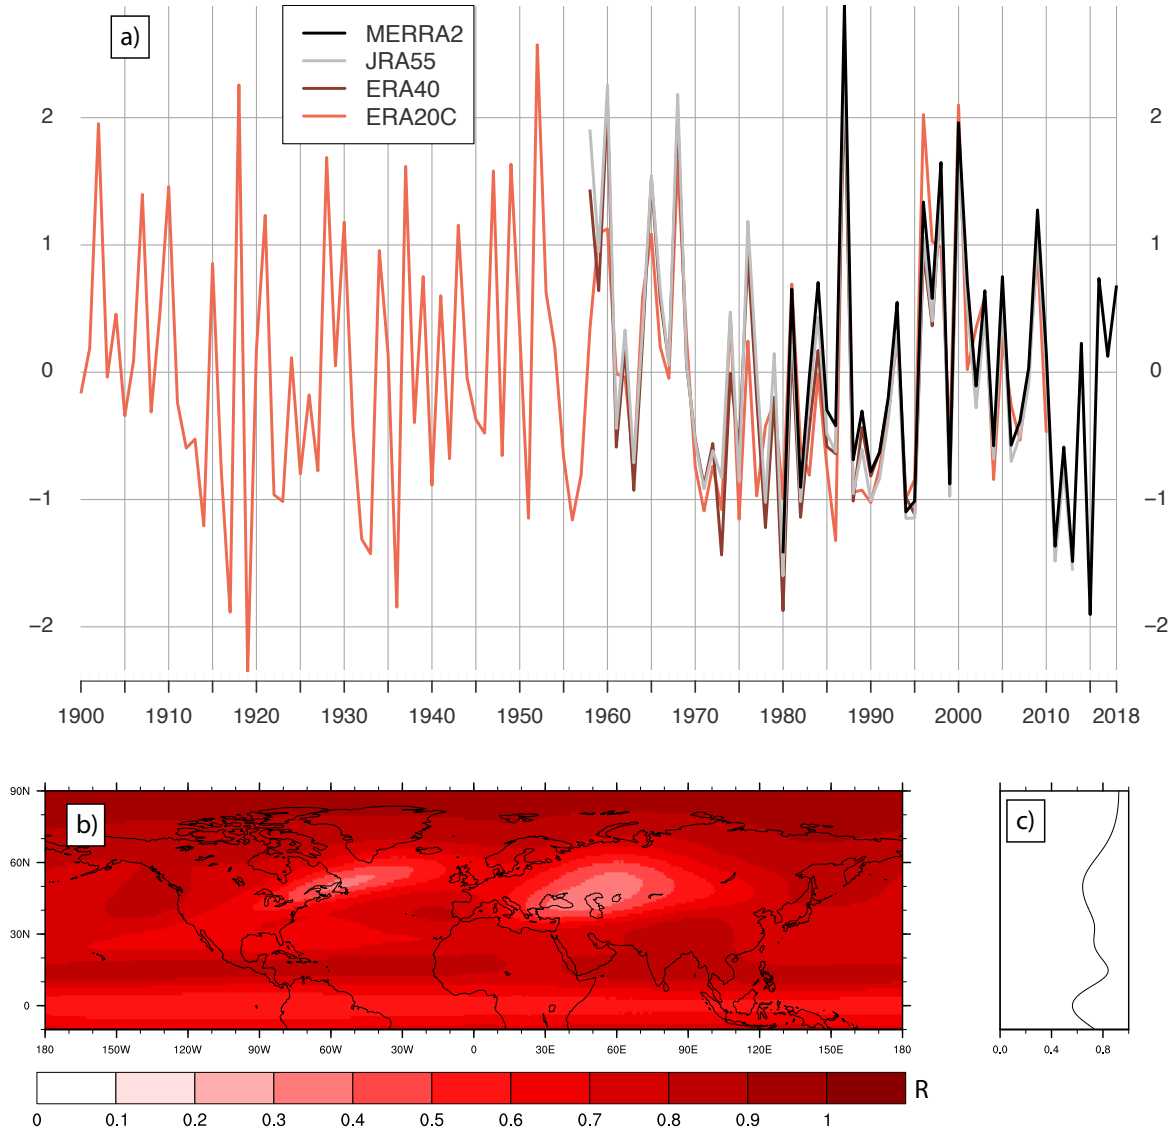 a)
MERRA2
JRA55
ERA40
ERA20C
2 2
1 1
0 0
−1 −1
−2 −2
1900 1910 1920 1930 1940 1950 1960 1970 1980 1990 2000 2010 2018
b)
90N
60N
30N
0
180 150W 120W 90W 60W 30W 0 30E 60E 90E 120E 150E 180
c)
0.0 0.4 0.8
R
0 0.1 0.2 0.3 0.4 0.5 0.6 0.7 0.8 0.9 1